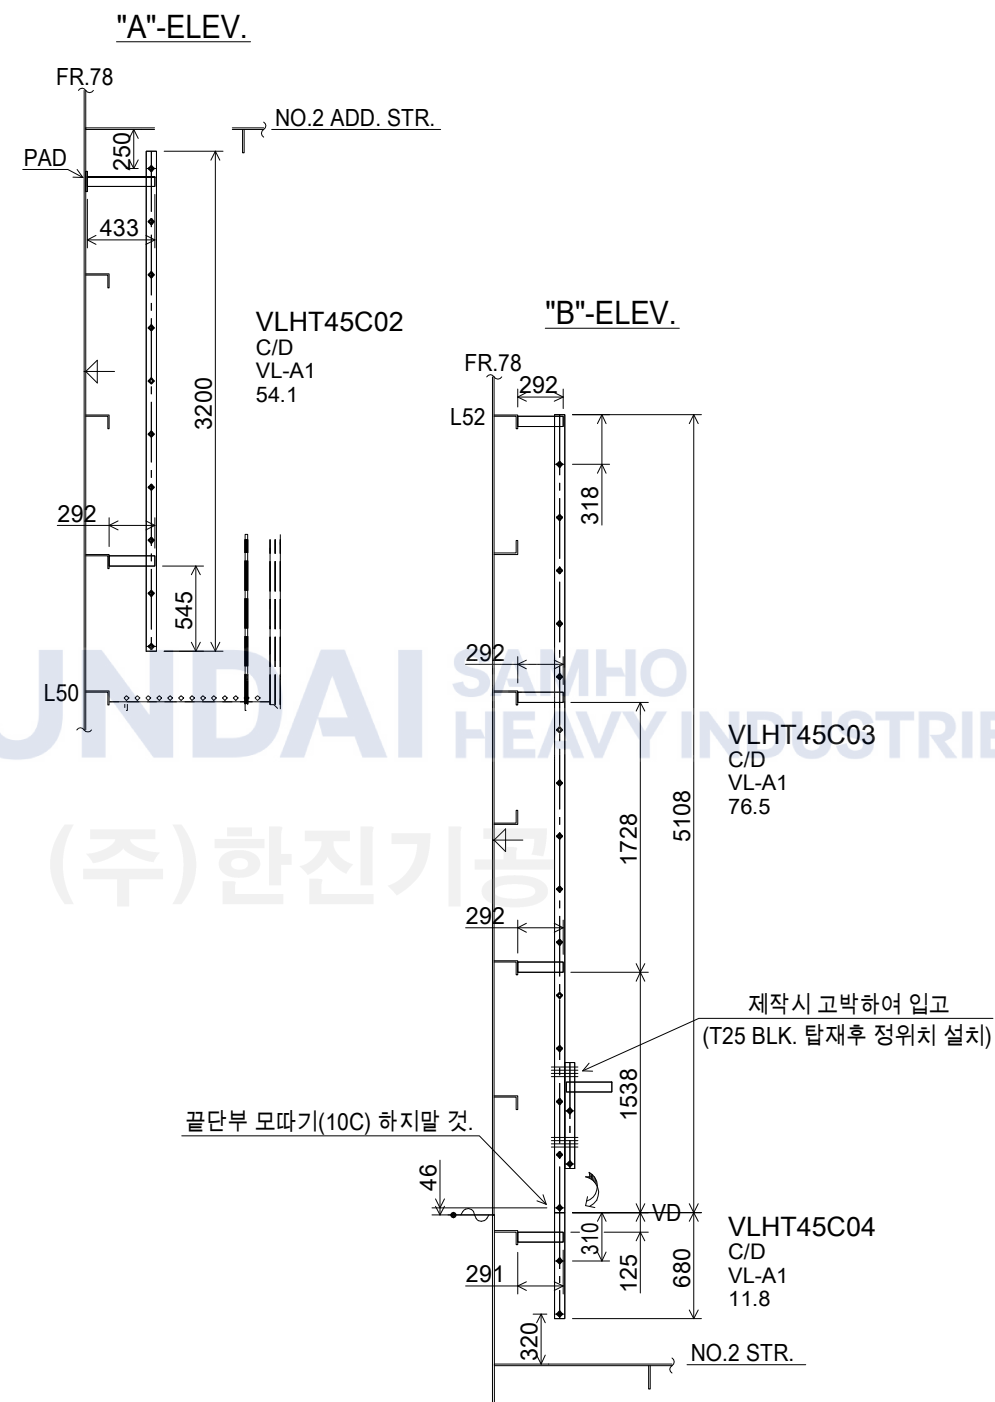 "A"-ELEV.
FR.78
NO.2 ADD. STR.
250
PAD
433
VLHT45C02
C/D
VL-A1
54.1
3200
292
545
L50
"B"-ELEV.
FR.78
292
L52
318
292
VLHT45C03
C/D
VL-A1
76.5
5108
1728
292
제작시 고박하여 입고
(T25 BLK. 탑재후 정위치 설치)
1538
끝단부 모따기(10C) 하지말 것.
46
VD
310
125
680
VLHT45C04
C/D
VL-A1
11.8
291
320
NO.2 STR.
UNDAI SAMHO
HEAVY INDUSTRIE
(주)한진기공